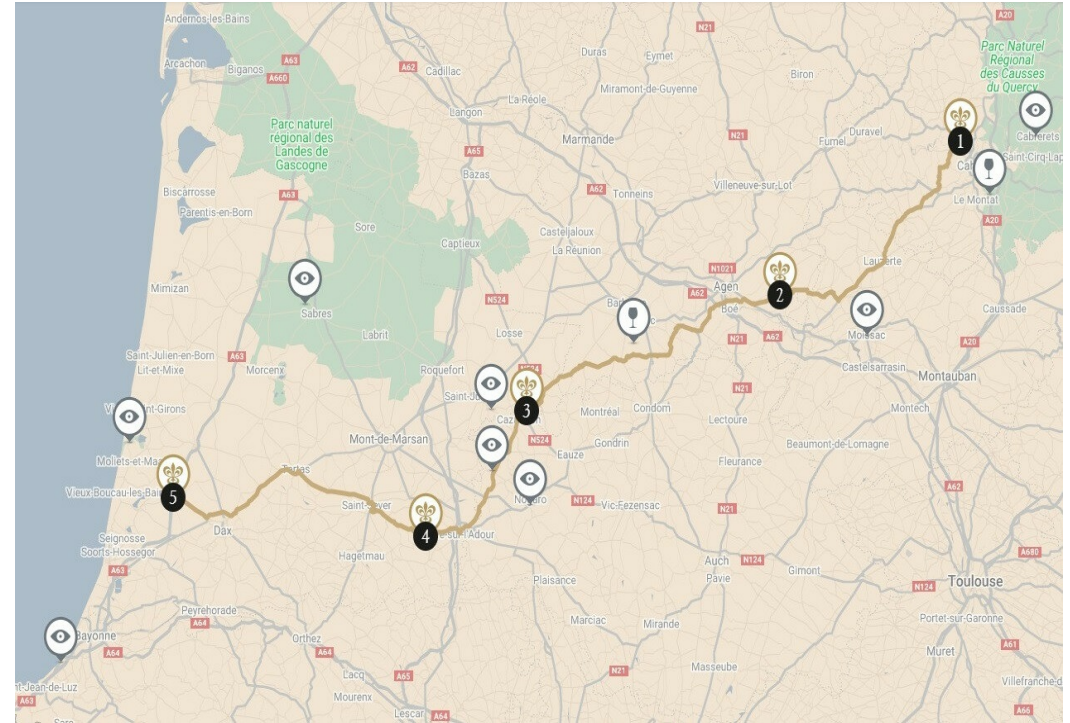 Andernos-les-Bains
A20
N21
A63
A62
Duras
Eymet
Parc Naturel
Régional
des Causses
du Quercy
Arcachon
Biganos
A660
Cadillac
Biron
Miramont-de-Guyenne
La Réole
Langon
Cabrerets
Parc naturel
régional des
Landes de
Gascogne
Marmande
N21
Fumel
Duravel
1
A65
Saint-Cirq-Lap
Bazas
Biscarrosse
A63
A62
Tonneins
Villeneuve-sur-Lot
Le Montat
Parentis-en-Born
A20
Sore
Casteljaloux
Captieux
La Réunion
Lauzerte
N1021
Mimizan
A62
Agen
2
N524
Boé
Sabres
Caussade
Labrit
Losse
N21
A62
Moissac
A20
Saint-Julien-en-Born
Lit-et-Mixe
A63
Morcenx
Roquefort
Castelsarrasin
Montauban
N21
3
Montréal
Condom
Montech
Lectoure
Mont-de-Marsan
N524
Gondrin
Eauze
Beaumont-de-Lomagne
Fleurance
Tartas
Vieux-Boucau-les-Bai
5
Saint-Sever
Nogaro
N124
Vic-Fezensac
N21
Dax
4
Seignosse
Soorts-Hossegor
Hagetmau
A63
Plaisance
Auch
N124
Pavie
Gimont
A680
Toulouse
N124
Peyrehorade
A64
Marciac
Mirande
Portet-sur-Garonne
Bayonne
A64
Orthez
A64
A61
Muret
Masseube
N21
Lacq
A65
Mourenx
nt-Jean-de-Luz
A63
Villefranche-d
Lescar
A64
A66